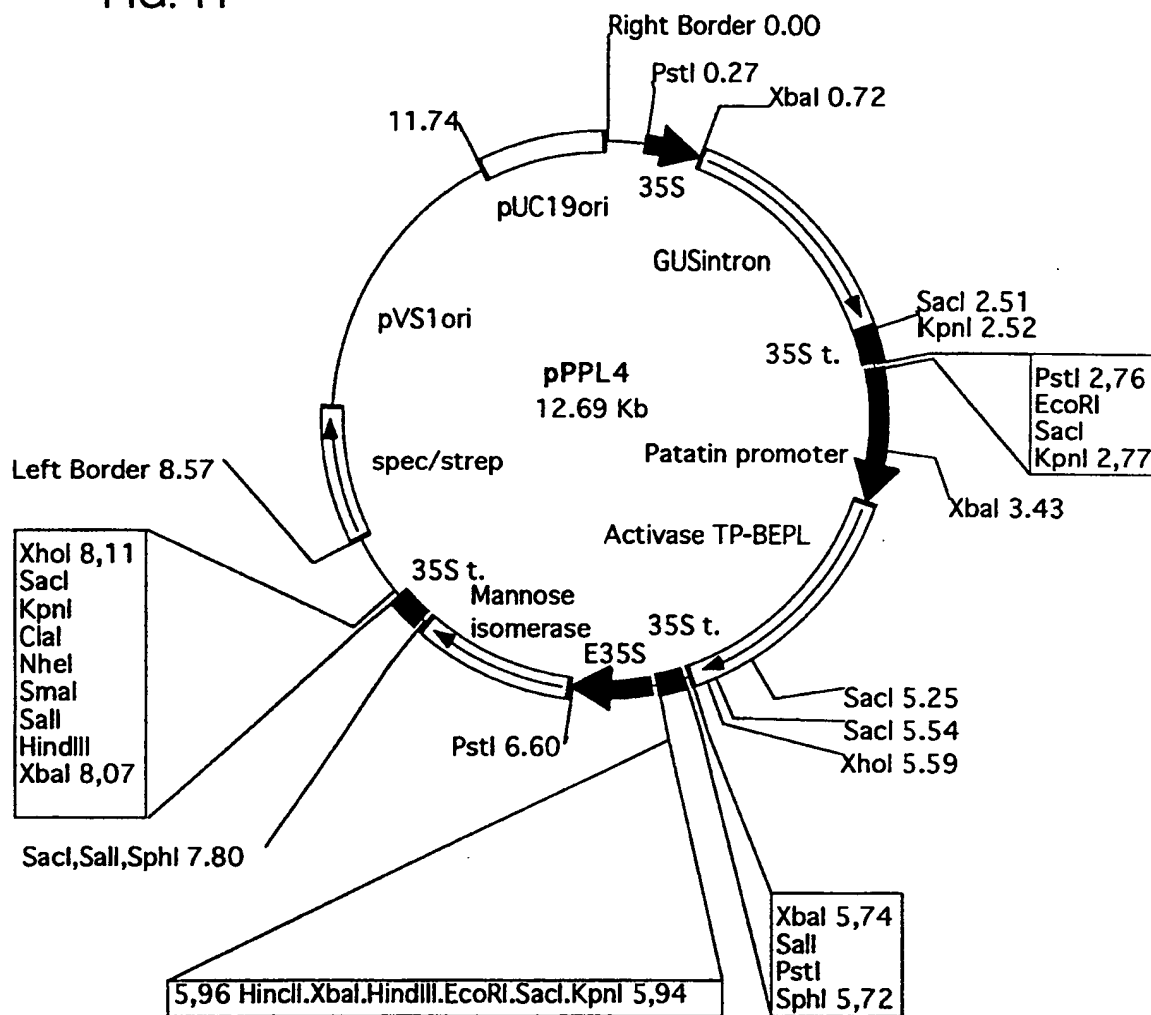 FIG. 11
Right Border 0.00
PstI 0.27
XbaI 0.72
11.74
35S
pUC19ori
GUSintron
SacI 2.51
KpnI 2.52
pVS1ori
35S t.
pPPL4
12.69 Kb
PstI 2,76
EcoRI
SacI
KpnI 2,77
Patatin promoter
spec/strep
Left Border 8.57
XbaI 3.43
Activase TP-BEPL
XhoI 8,11
SacI
KpnI
ClaI
NheI
SmaI
SalI
HindIII
XbaI 8,07
35S t.
Mannose
isomerase
35S t.
E35S
SacI 5.25
SacI 5.54
XhoI 5.59
PstI 6.60
SacI,SalI,SphI 7.80
XbaI 5,74
SalI
PstI
SphI 5,72
5,96 HincII.XbaI.HindIII.EcoRI.SacI.KpnI 5,94